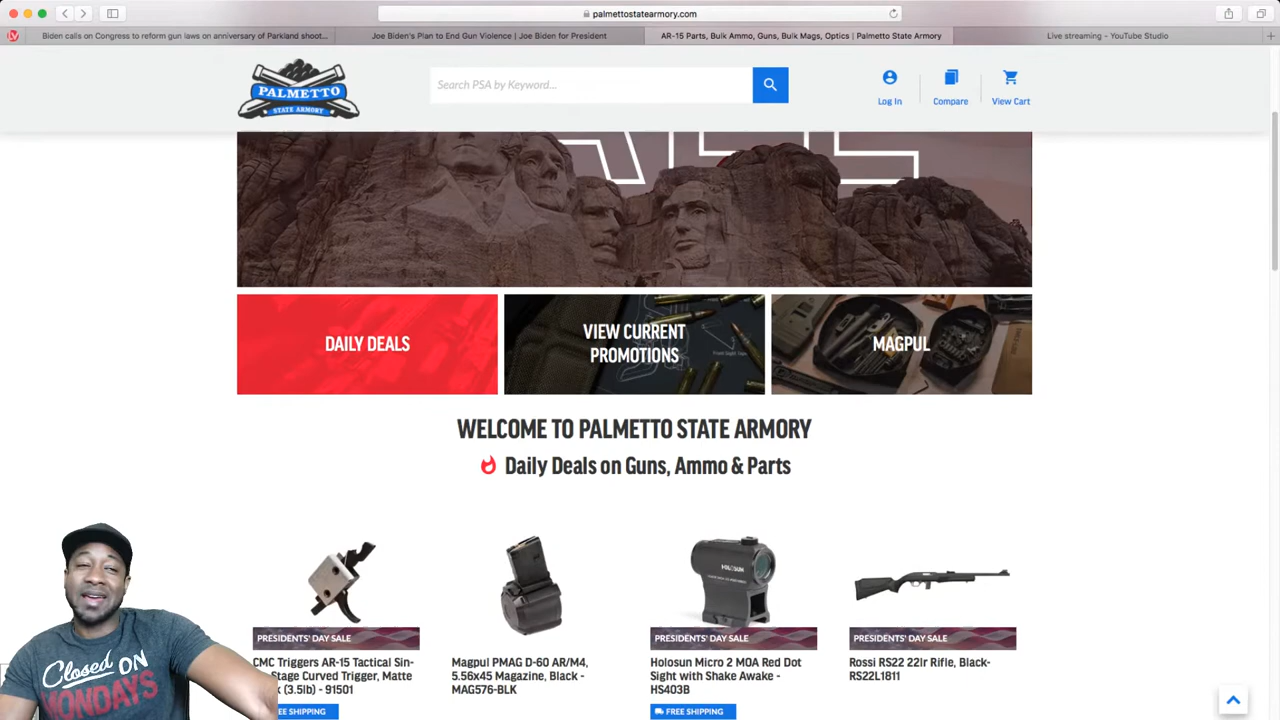 palmettostatearmory.com
Biden calls on Congress to reform gun laws on anniversary of Parkland shoot...
Joe Biden's Plan to End Gun Violence | Joe Biden for President
AR-15 Parts, Bulk Ammo, Guns, Bulk Mags, Optics | Palmetto State Armory
Live streaming - YouTube Studio
PALMETTO
STATE ARMORY
Search PSA by Keyword...
Log In
Compare
View Cart
DAILY DEALS
VIEW CURRENT
PROMOTIONS
MAGPUL
WELCOME TO PALMETTO STATE ARMORY
Daily Deals on Guns, Ammo & Parts
HOLOSUN
PRESIDENTS' DAY SALE
PRESIDENTS' DAY SALE
PRESIDENTS' DAY SALE
CMC Triggers AR-15 Tactical Sin-
Stage Curved Trigger, Matte
(3.5lb) - 91501
EE SHIPPING
Magpul PMAG D-60 AR/M4,
5.56x45 Magazine, Black -
MAG576-BLK
Holosun Micro 2 MOA Red Dot
Sight with Shake Awake -
HS403B
FREE SHIPPING
Rossi RS22 22lr Rifle, Black-
RS22L1811
Closed ON
MONDAYS